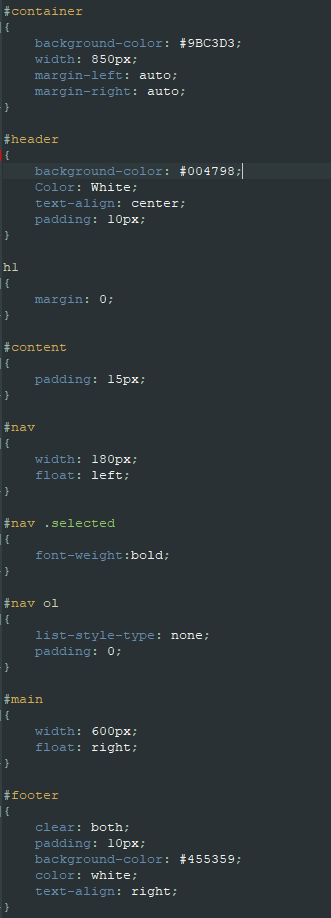 #container
{
background-color: #9BC3D3;
width: 850px;
margin-left: auto;
margin-right: auto;
}
#header
{
background-color: #004798;
Color: White;
text-align: center;
padding: 10px;
}
h1
{
margin: 0;
}
#content
{
padding: 15px;
}
#nav
{
width: 180px;
float: left;
}
#nav .selected
{
font-weight:bold;
}
#nav ol
{
list-style-type: none;
padding: 0;
}
#main
{
width: 600px;
float: right;
}
#footer
{
clear: both;
padding: 10px;
background-color: #455359;
color: white;
text-align: right;
}